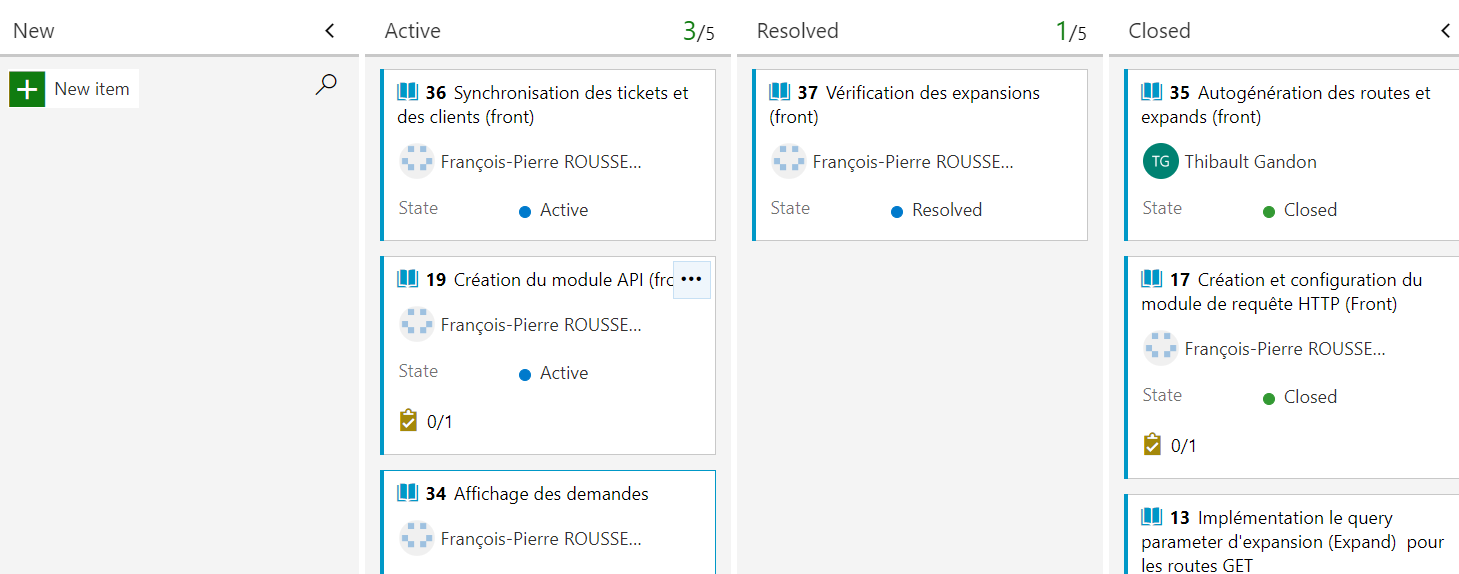 New
New item
Active 3/5
36 Synchronisation des tickets et
des clients (front)
François-Pierre ROUSSE...
State Active
19 Création du module API (fro
...
François-Pierre ROUSSE...
State Active
0/1
34 Affichage des demandes
François-Pierre ROUSSE...
Resolved 1/5
37 Vérification des expansions
(front)
François-Pierre ROUSSE...
State Resolved
Closed
35 Autogénération des routes et
expands (front)
TG Thibault Gandon
State Closed
17 Création et configuration du
module de requête HTTP (Front)
François-Pierre ROUSSE...
State Closed
0/1
13 Implémentation le query
parameter d'expansion (Expand) pour
les routes GET